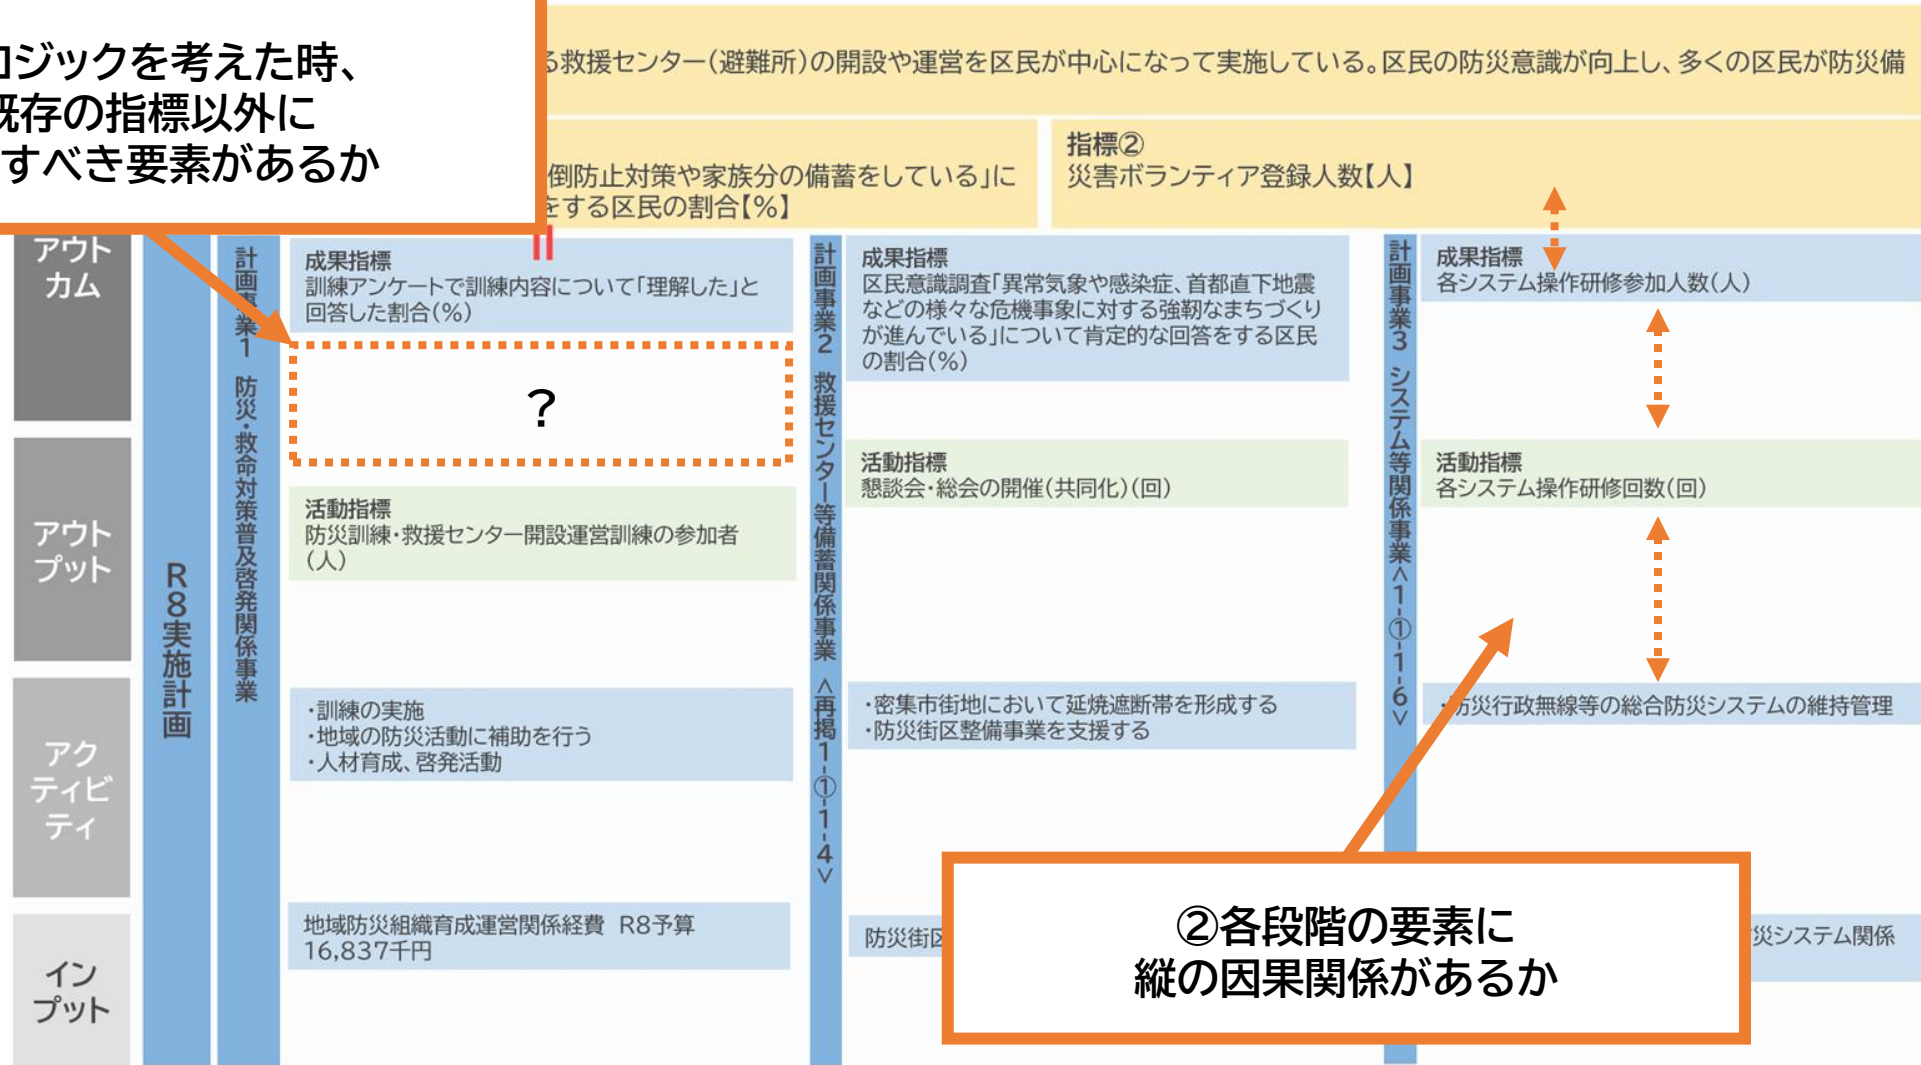 ロジックを考えた時、
既存の指標以外に
すべき要素があるか
る救援センター(避難所)の開設や運営を区民が中心になって実施している。区民の防災意識が向上し、多くの区民が防災備
倒防止対策や家族分の備蓄をしている」に
をする区民の割合【%】
指標②
災害ボランティア登録人数【人】
アウト
カム
アウト
プット
アク
ティビ
ティ
イン
プット
R8実施計画
計画事業1 防災・救命対策普及啓発関係事業
成果指標
訓練アンケートで訓練内容について「理解した」と
回答した割合(%)
?
活動指標
防災訓練・救援センター開設運営訓練の参加者
(人)
・訓練の実施
・地域の防災活動に補助を行う
・人材育成、啓発活動
地域防災組織育成運営関係経費 R8予算
16,837千円
計画事業2 救援センター等備蓄関係事業 <再掲1-①-1-4>
成果指標
区民意識調査「異常気象や感染症、首都直下地震
などの様々な危機事象に対する強靭なまちづくり
が進んでいる」について肯定的な回答をする区民
の割合(%)
活動指標
懇談会・総会の開催(共同化)(回)
・密集市街地において延焼遮断帯を形成する
・防災街区整備事業を支援する
防災街区
計画事業3 システム等関係事業<1-①-1-6>
成果指標
各システム操作研修参加人数(人)
活動指標
各システム操作研修回数(回)
・防災行政無線等の総合防災システムの維持管理
災システム関係
②各段階の要素に
縦の因果関係があるか